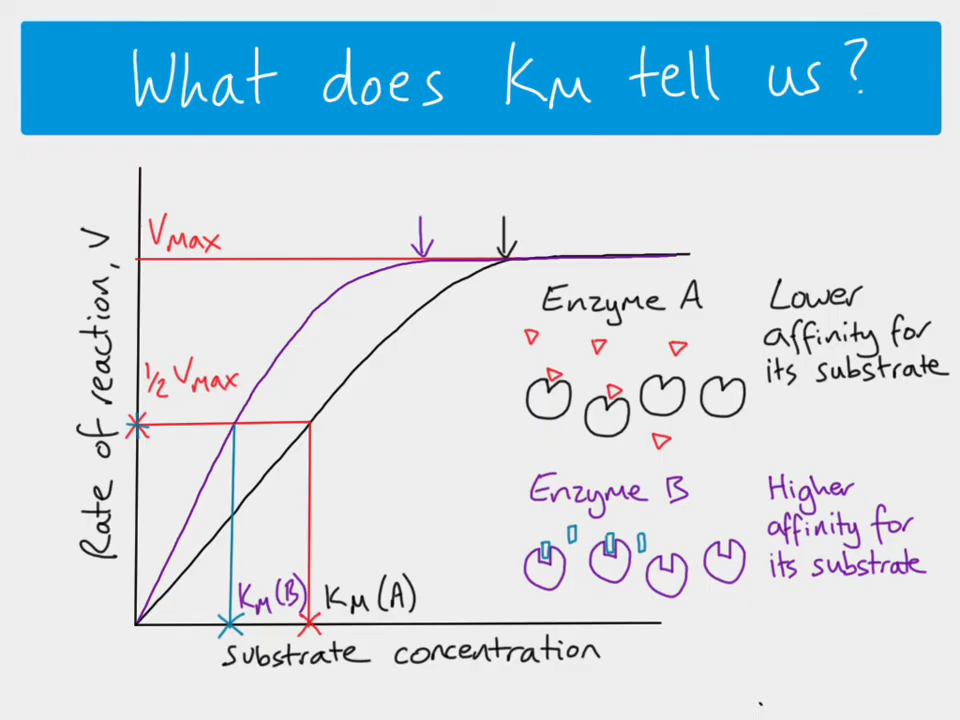 What does KM tell us?
Rate of reaction, V
VMax
1/2 VMax
KM(B)
KM(A)
substrate concentration
Enzyme A
Lower
affinity for
its substrate
Enzyme B
Higher
affinity for
its substrate